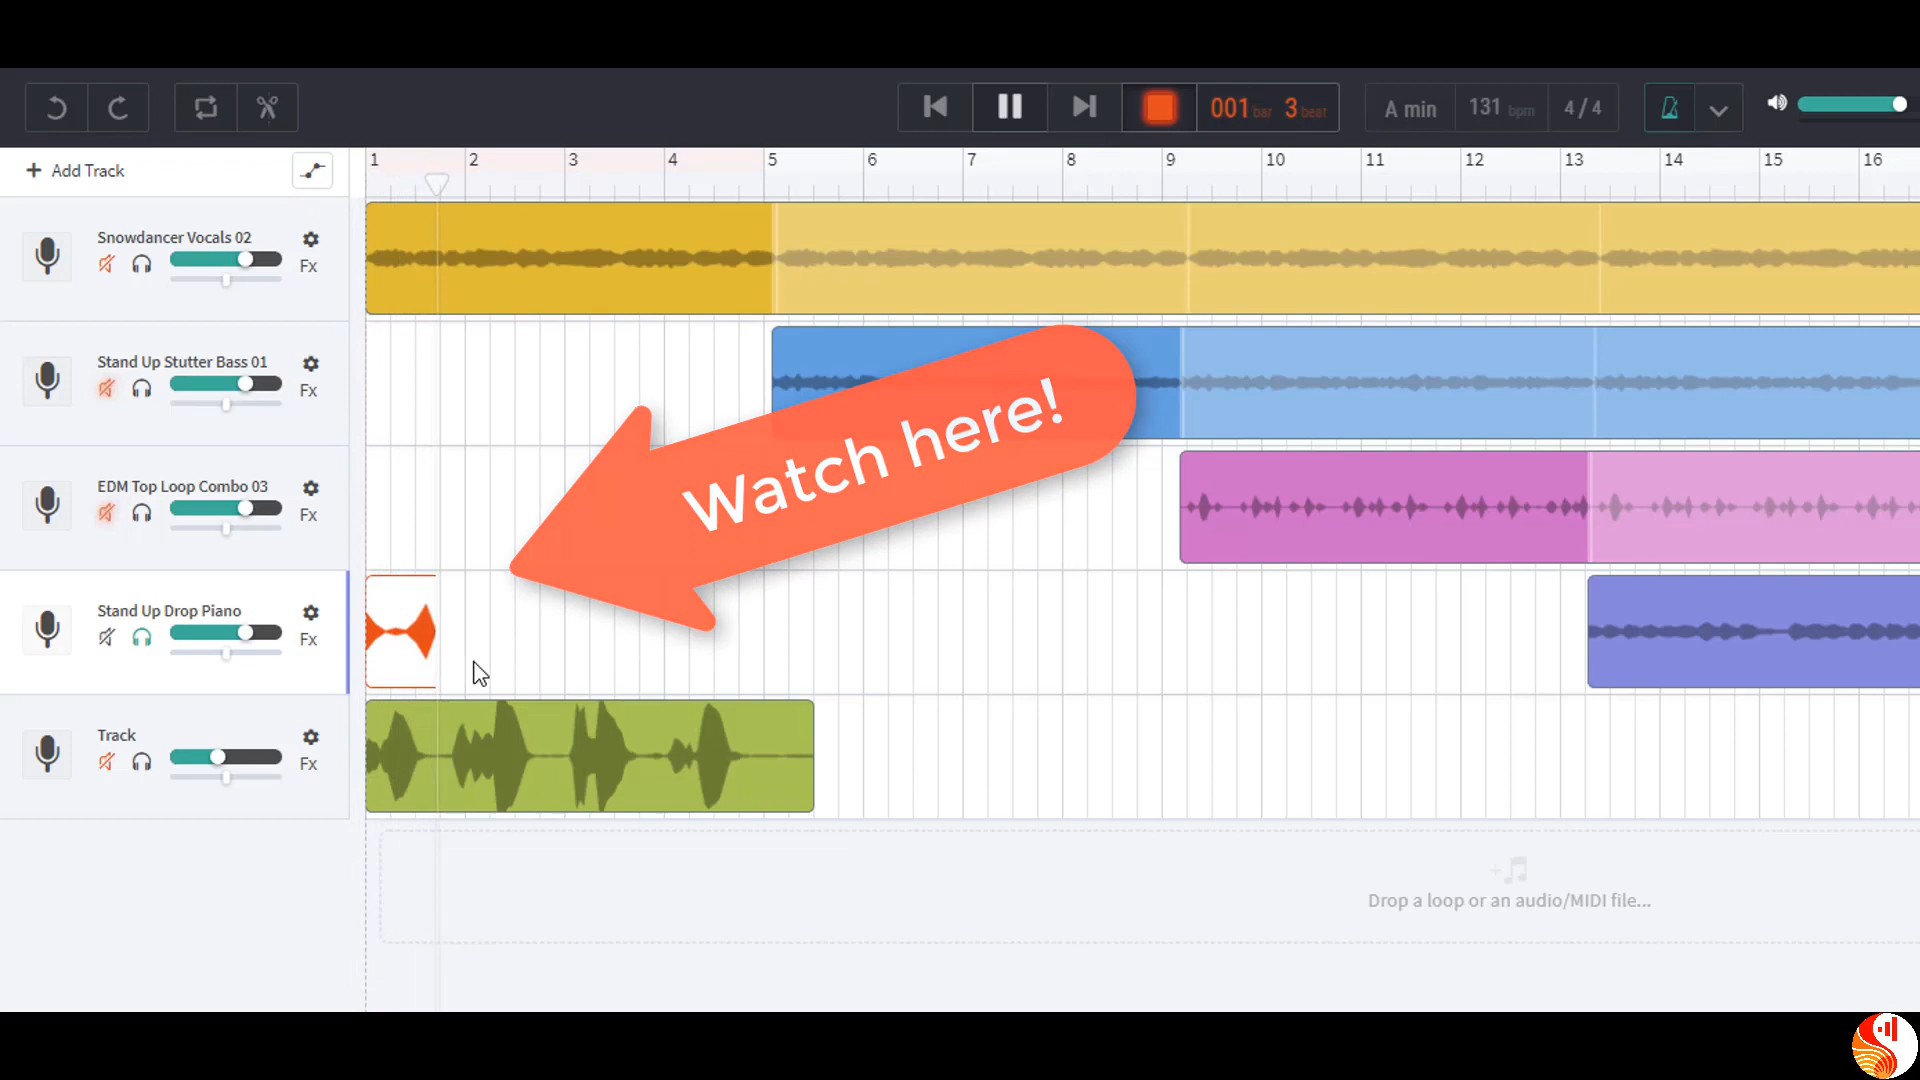 001 bar 3 beat
A min
131 bpm
4 / 4
+ Add Track
1 2 3 4 5 6 7 8 9 10 11 12 13 14 15 16
Snowdancer Vocals 02
Fx
Stand Up Stutter Bass 01
Fx
Watch here!
EDM Top Loop Combo 03
Fx
Stand Up Drop Piano
Fx
Track
Fx
Drop a loop or an audio/MIDI file...